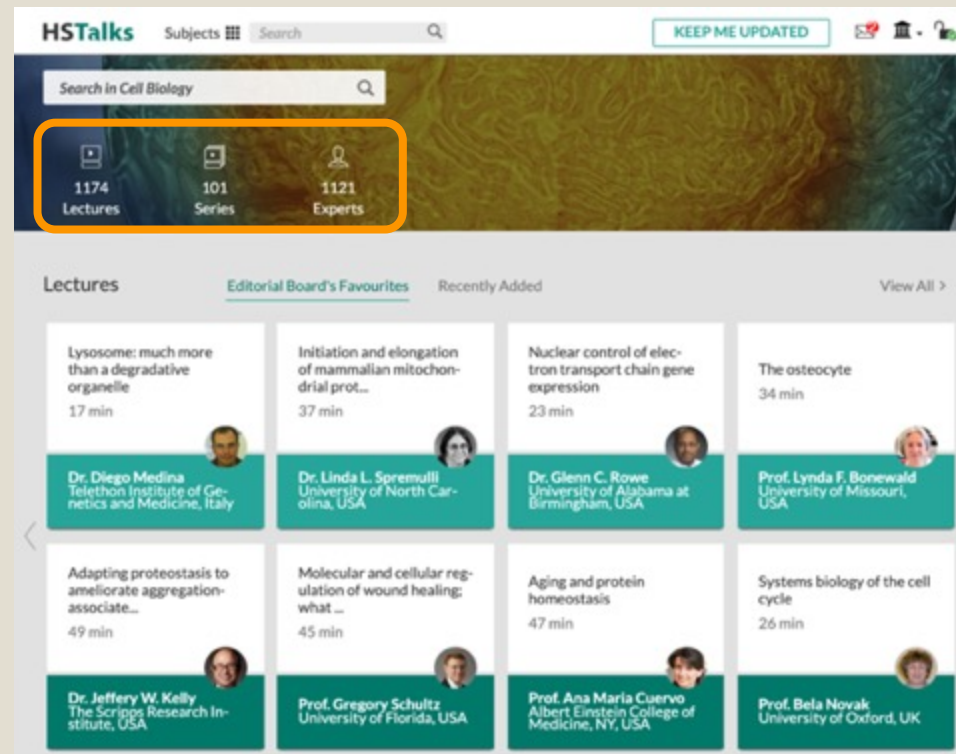 HSTalks Subjects Search KEEP ME UPDATED
Search in Cell Biology
1174 101 1121
Lectures Series Experts
Lectures Editorial Board's Favourites Recently Added View All >
Lysosome: much more
than a degradative
organelle
17 min
Dr. Diego Medina
Telethon Institute of Ge-
netics and Medicine, Italy
Initiation and elongation
of mammalian mitochon-
drial prot...
37 min
Dr. Linda L. Spremulli
University of North Car-
olina, USA
Nuclear control of elec-
tron transport chain gene
expression
23 min
Dr. Glenn C. Rowe
University of Alabama at
Birmingham, USA
The osteocyte
34 min
Prof. Lynda F. Bonewald
University of Missouri,
USA
Adapting proteostasis to
ameliorate aggregation-
associate...
49 min
Dr. Jeffery W. Kelly
The Scripps Research In-
stitute, USA
Molecular and cellular reg-
ulation of wound healing:
what ...
45 min
Prof. Gregory Schultz
University of Florida, USA
Aging and protein
homeostasis
47 min
Prof. Ana Maria Cuervo
Albert Einstein College of
Medicine, NY, USA
Systems biology of the cell
cycle
26 min
Prof. Bela Novak
University of Oxford, UK